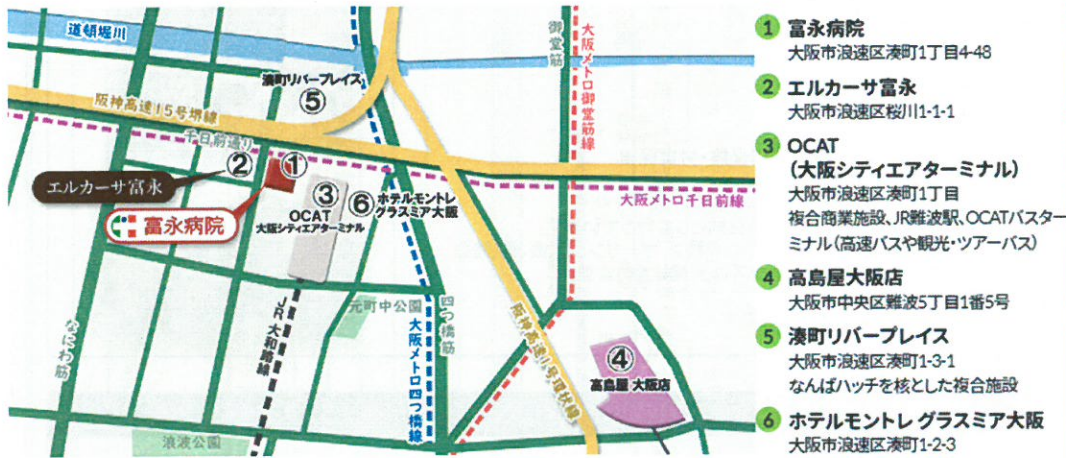 道頓堀川
湊町リバープレイス
⑤
阪神高速15号堺線
千日前通り
御堂筋
大阪メトロ御堂筋線
②
①
エルカーサ富永
富永病院
③
OCAT
大阪シティエアターミナル
⑥
ホテルモントレ
グラスミア大阪
大阪メトロ千日前線
なにわ筋
JR大和路線
元町中公園
大阪メトロ四つ橋線
四つ橋筋
阪神高速1号環状線
④
高島屋 大阪店
浪波公園
1 富永病院
大阪市浪速区湊町1丁目4-48
2 エルカーサ富永
大阪市浪速区桜川1-1-1
3 OCAT
(大阪シティエアターミナル)
大阪市浪速区湊町1丁目
複合商業施設、JR難波駅、OCATバスター
ミナル(高速バスや観光・ツアーバス)
4 高島屋大阪店
大阪市中央区難波5丁目1番5号
5 湊町リバープレイス
大阪市浪速区湊町1-3-1
なんばハッチを核とした複合施設
6 ホテルモントレ グラスミア大阪
大阪市浪速区湊町1-2-3